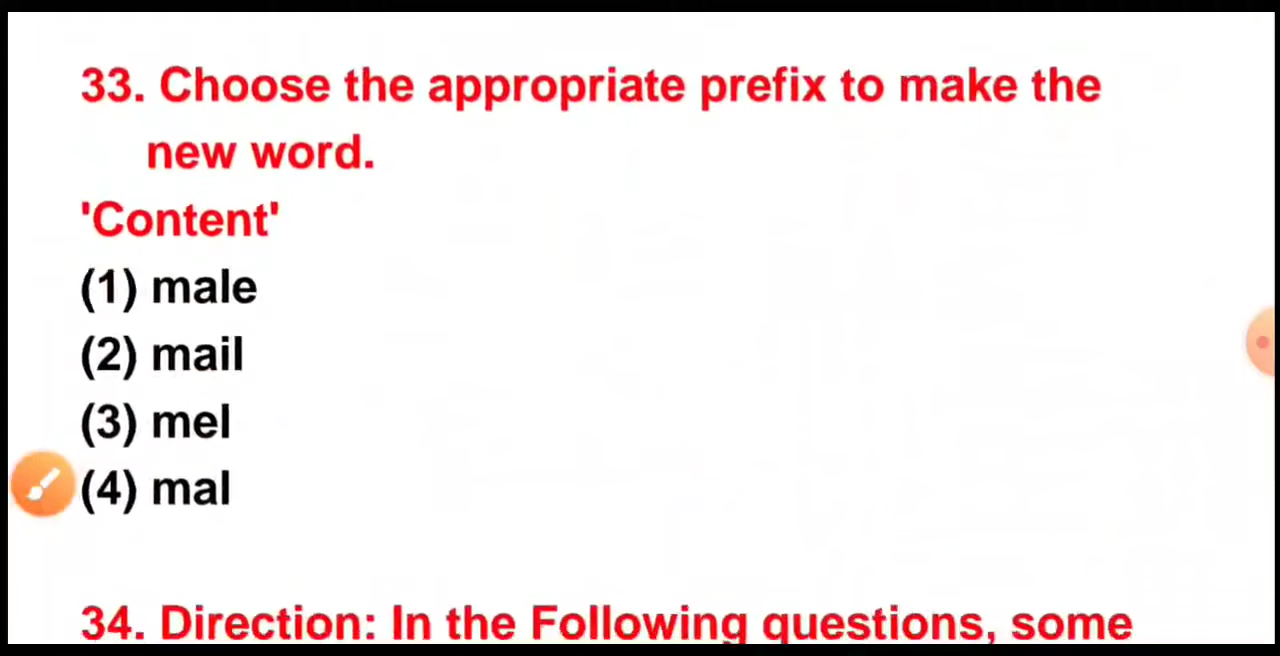 33. Choose the appropriate prefix to make the
new word.
'Content'
(1) male
(2) mail
(3) mel
(4) mal
34. Direction: In the Following questions, some